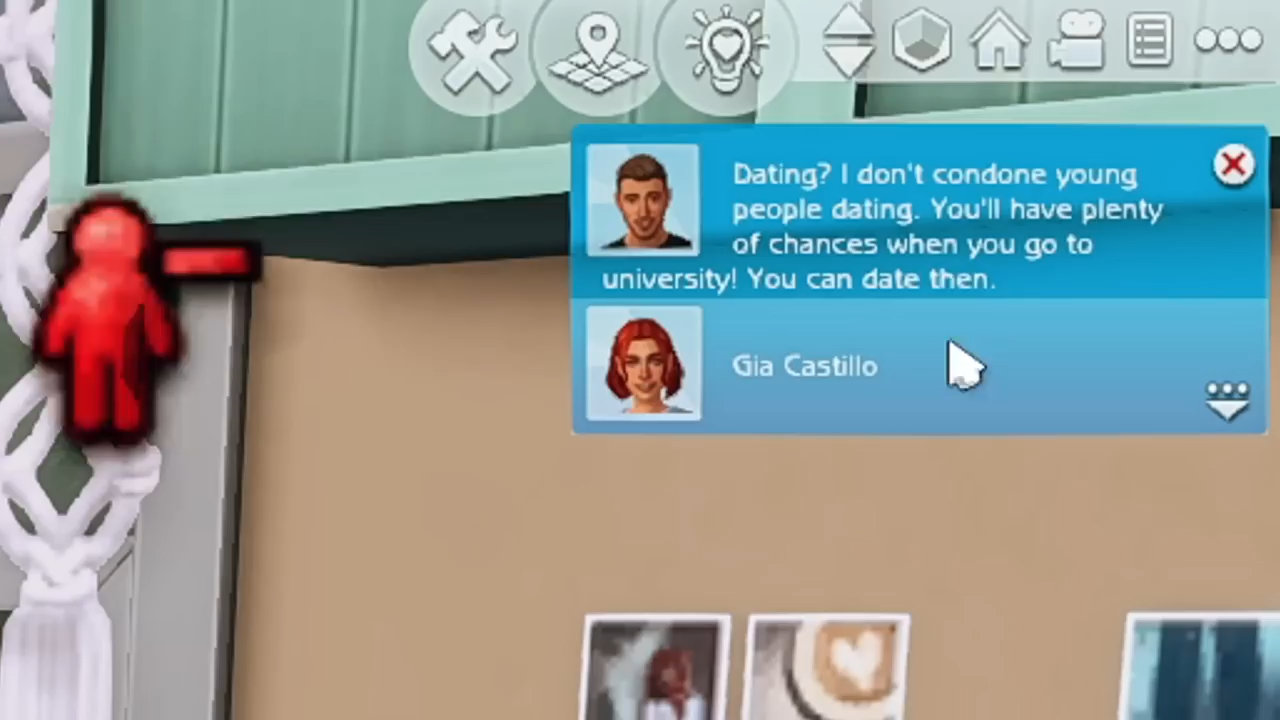 Dating? I don't condone young
people dating. You'll have plenty
of chances when you go to
university! You can date then.
Gia Castillo